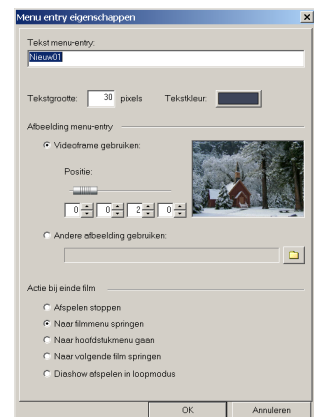 Menu entry eigenschappen
Tekst menu-entry:
Nieuw01
Tekstgrootte: 30 pixels Tekstkleur:
Afbeelding menu-entry
Videoframe gebruiken:
Positie:
0 0 2 0
Andere afbeelding gebruiken:
Actie bij einde film
Afspelen stoppen
Naar filmmenu springen
Naar hoofdstukmenu gaan
Naar volgende film springen
Diashow afspelen in loopmodus
OK Annuleren